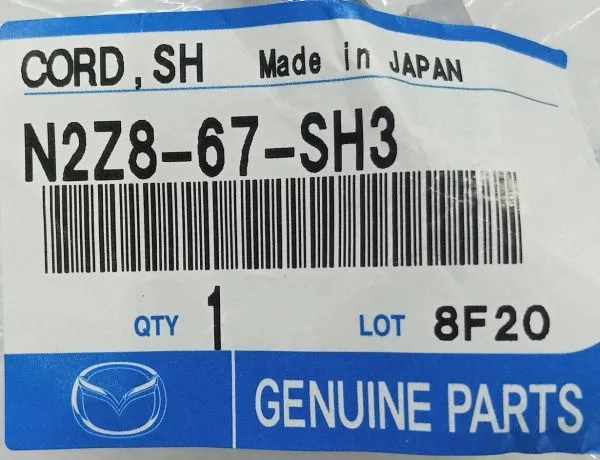 CORD, SH Made in JAPAN
N2Z8-67-SH3
QTY 1 LOT 8F20
GENUINE PARTS